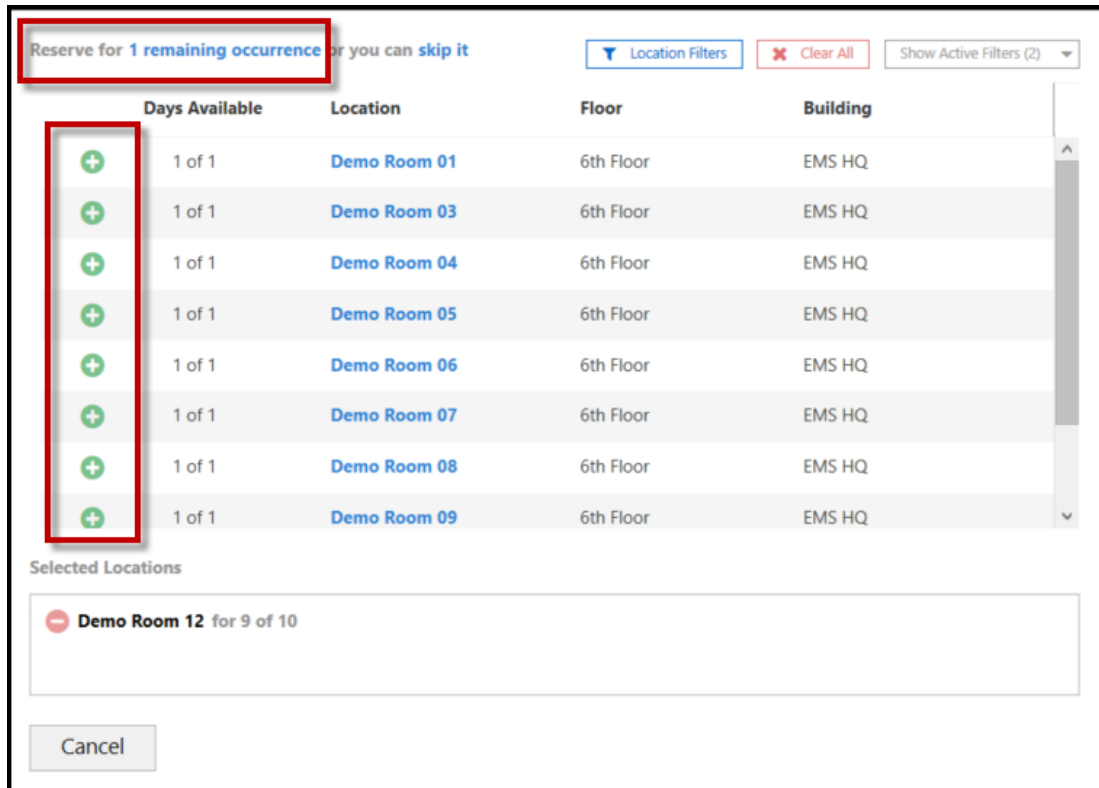 Reserve for 1 remaining occurrence or you can skip it Location Filters Clear All Show Active Filters (2)
Days Available Location Floor Building
1 of 1 Demo Room 01 6th Floor EMS HQ
1 of 1 Demo Room 03 6th Floor EMS HQ
1 of 1 Demo Room 04 6th Floor EMS HQ
1 of 1 Demo Room 05 6th Floor EMS HQ
1 of 1 Demo Room 06 6th Floor EMS HQ
1 of 1 Demo Room 07 6th Floor EMS HQ
1 of 1 Demo Room 08 6th Floor EMS HQ
1 of 1 Demo Room 09 6th Floor EMS HQ
Selected Locations
Demo Room 12 for 9 of 10
Cancel